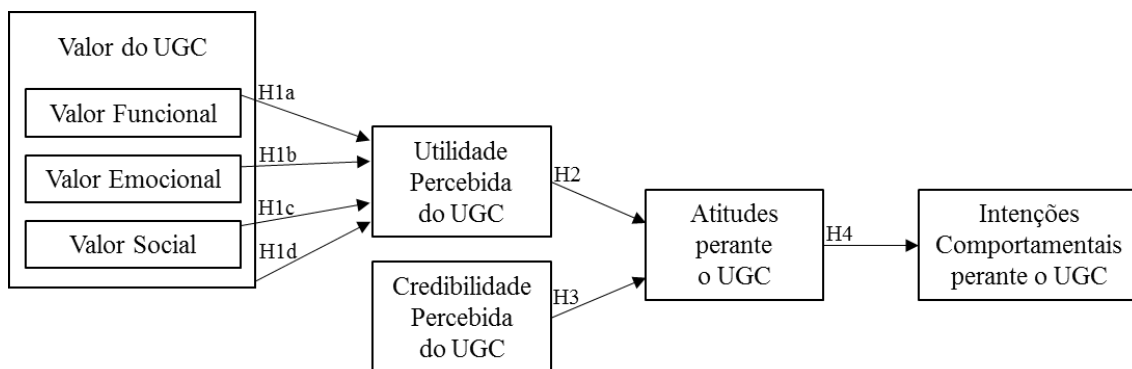 Valor do UGC
Valor Funcional
Valor Emocional
Valor Social
H1a
H1b
H1c
H1d
Utilidade
Percebida
do UGC
Credibilidade
Percebida
do UGC
H2
H3
Atitudes
perante
o UGC
H4
Intenções
Comportamentais
perante o UGC